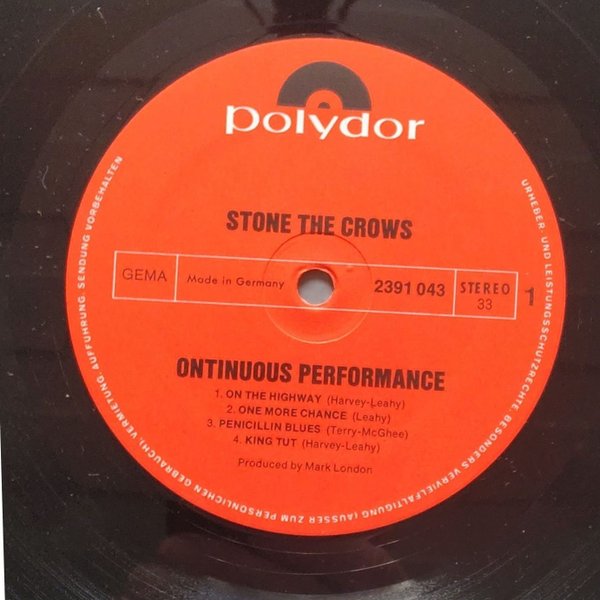 polydor
STONE THE CROWS
GEMA
Made in Germany
2391 043
STEREO
33
1
ONTINUOUS PERFORMANCE
1. ON THE HIGHWAY (Harvey-Leahy)
2. ONE MORE CHANCE (Leahy)
3. PENICILLIN BLUES (Terry-McGhee)
4. KING TUT (Harvey-Leahy)
Produced by Mark London
URHEBER- UND LEISTUNGSSCHUTZRECHTE, BESONDERS VERVIELFÄLTIGUNG (AUSSER ZUM PERSÖNLICHEN GEBRAUCH), VERMIETUNG, AUFFÜHRUNG, SENDUNG VORBEHALTEN